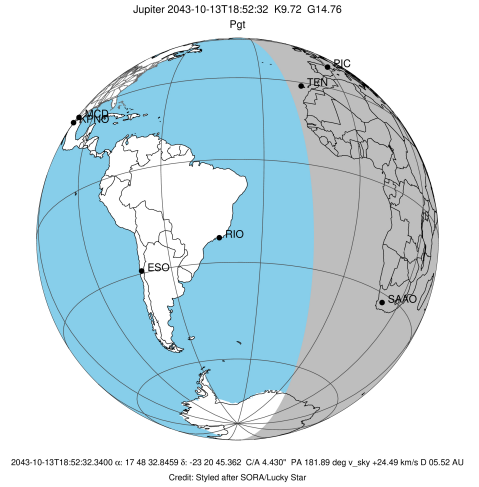 Jupiter 2043-10-13T18:52:32  K9.72  G14.76
Pgt
PIC
TEN
MCD
KPNO
RIO
ESO
SAAO
2043-10-13T18:52:32.3400 α: 17 48 32.8459 δ: -23 20 45.362  C/A 4.430"  PA 181.89 deg v_sky +24.49 km/s D 05.52 AU
Credit: Styled after SORA/Lucky Star